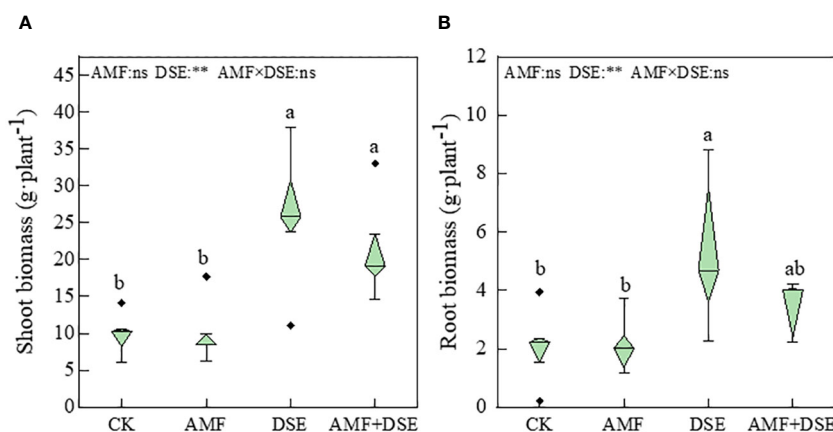 A
AMF:ns DSE:** AMF×DSE:ns
Shoot biomass (g·plant⁻¹)
45
40
35
30
25
20
15
10
5
0
b
b
a
a
CK AMF DSE AMF+DSE
B
AMF:ns DSE:** AMF×DSE:ns
Root biomass (g·plant⁻¹)
12
10
8
6
4
2
0
b
b
a
ab
CK AMF DSE AMF+DSE